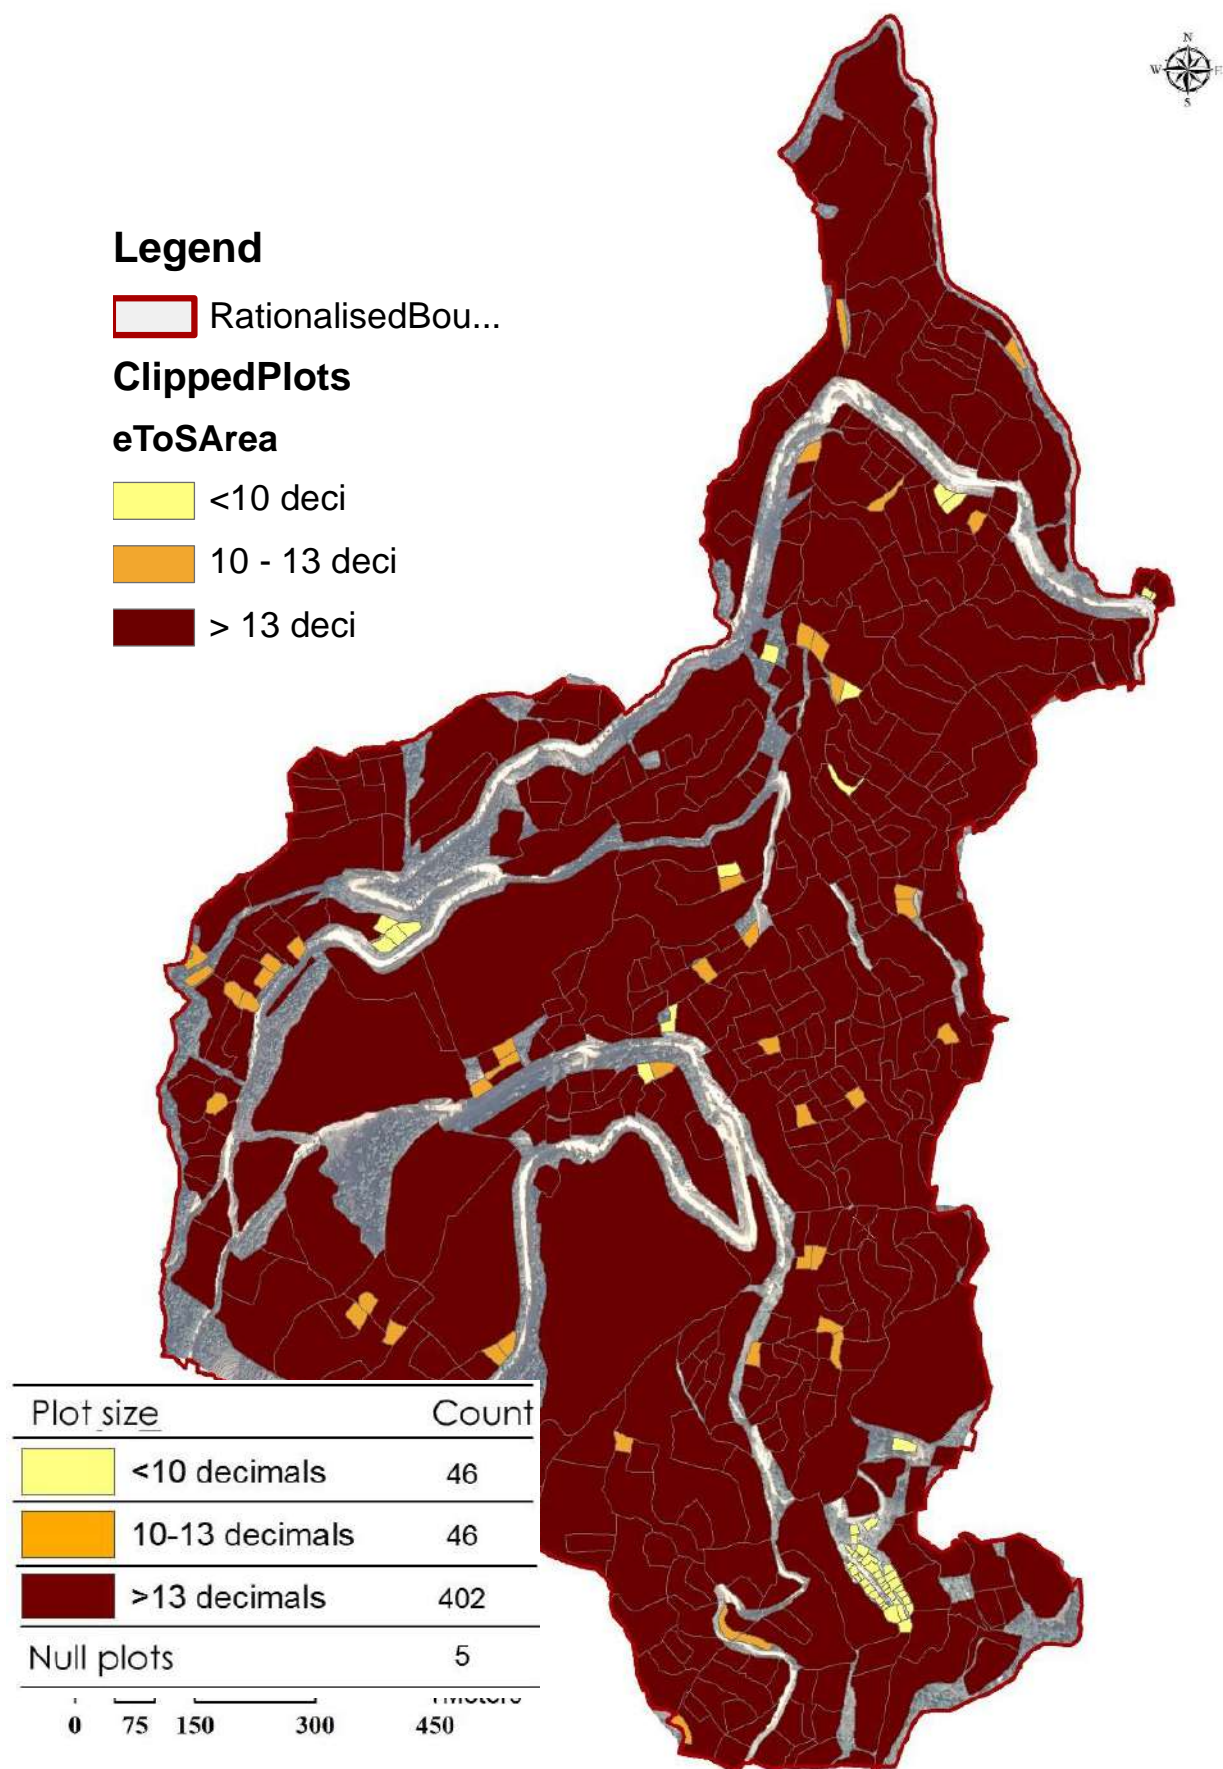 N
W E
S
Legend
RationalisedBou...
ClippedPlots
eToSArea
<10 deci
10 - 13 deci
> 13 deci
Plot size Count
<10 decimals 46
10-13 decimals 46
>13 decimals 402
Null plots 5
Meters
0 75 150 300 450